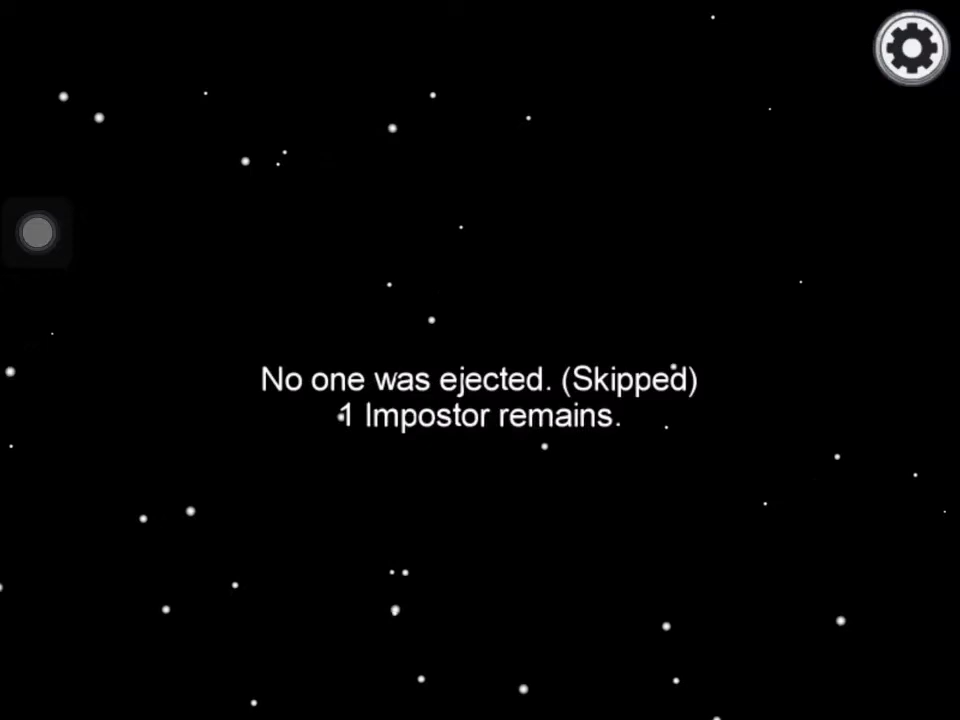 No one was ejected. (Skipped)
1 Impostor remains.